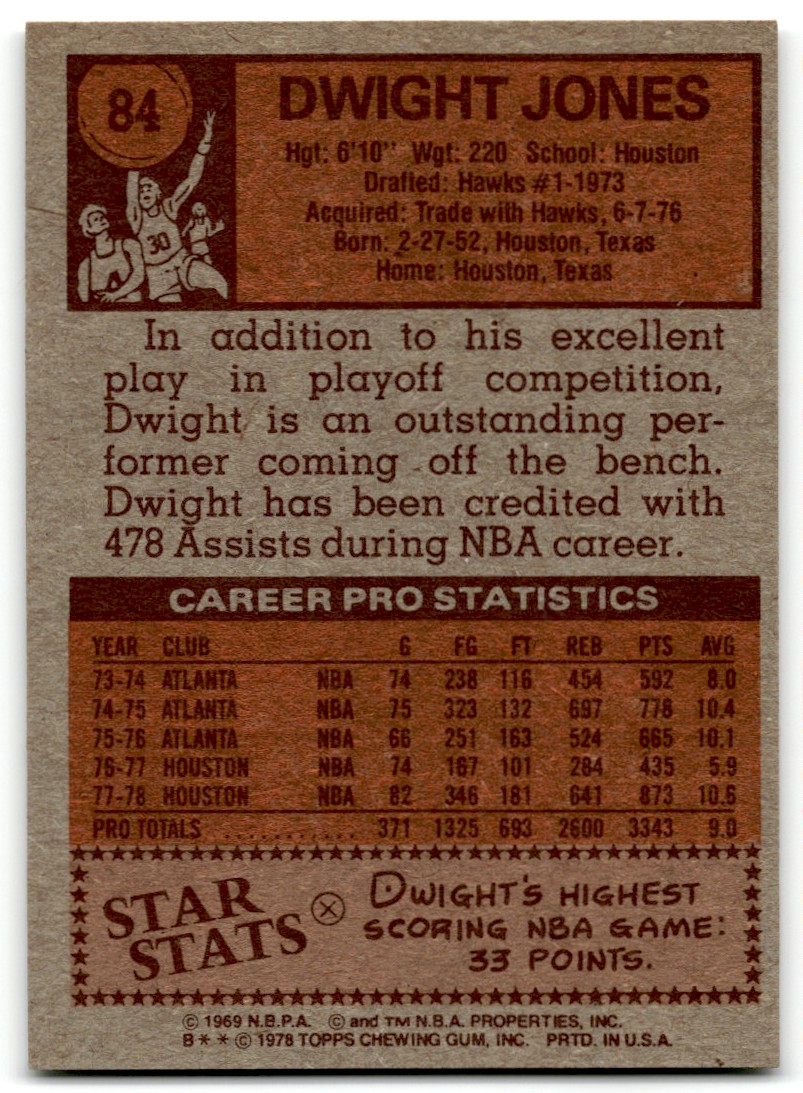 84
DWIGHT JONES
Hgt: 6'10" Wgt: 220 School: Houston
Drafted: Hawks #1-1973
Acquired: Trade with Hawks, 6-7-76
Born: 2-27-52, Houston, Texas
Home: Houston, Texas
30
In addition to his excellent
play in playoff competition,
Dwight is an outstanding per-
former coming off the bench.
Dwight has been credited with
478 Assists during NBA career.
CAREER PRO STATISTICS
YEAR CLUB G FG FT REB PTS AVG
73-74 ATLANTA NBA 74 238 116 454 592 8.0
74-75 ATLANTA NBA 75 323 132 697 778 10.4
75-76 ATLANTA NBA 66 251 163 524 665 10.1
76-77 HOUSTON NBA 74 167 101 284 435 5.9
77-78 HOUSTON NBA 82 346 181 641 873 10.6
PRO TOTALS ........... 371 1325 693 2600 3343 9.0
STAR
STATS
DWIGHT'S HIGHEST
SCORING NBA GAME:
33 POINTS.
© 1969 N.B.P.A. © and TM N.B.A. PROPERTIES, INC.
B * * © 1978 TOPPS CHEWING GUM, INC. PRTD. IN U.S.A.